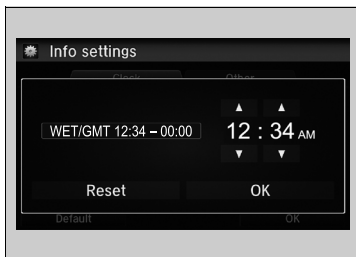 Info settings
Clock Other
WET/GMT 12:34 – 00:00
12 : 34 AM
Reset OK
Default OK